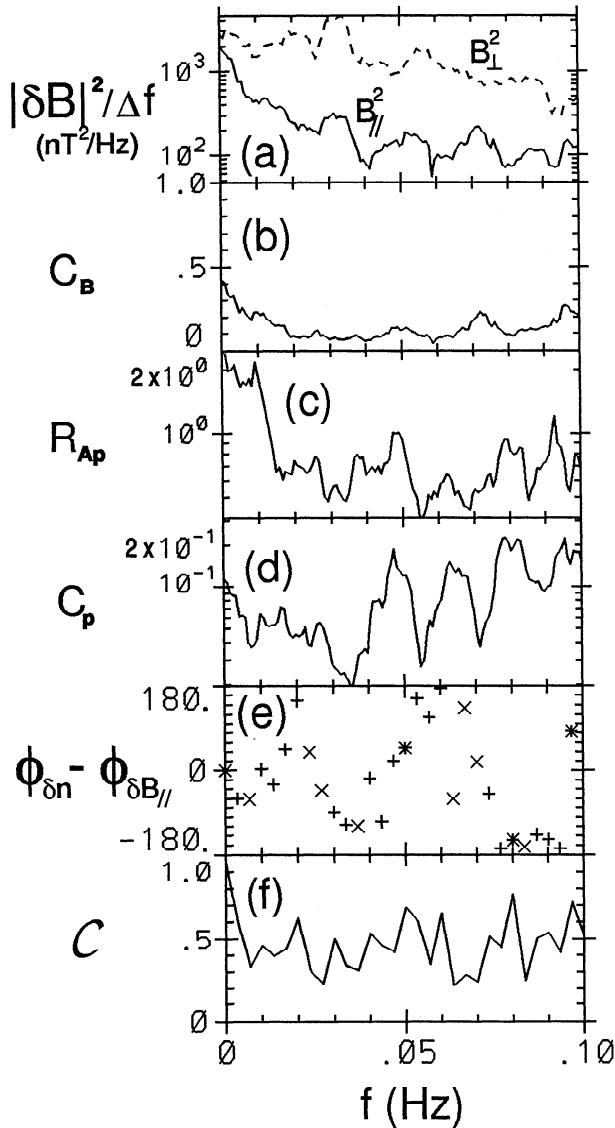 |δB|²/Δf
(nT²/Hz)
10³
10²
B²⊥
B²//
(a)
1.0
C_B
.5
0
(b)
2x10⁰
R_Ap
10⁰
(c)
2x10⁻¹
10⁻¹
C_p
(d)
180.
ϕ_δn - ϕ_δB//
0
-180.
(e)
1.0
C
.5
0
(f)
0 .05 .10
f (Hz)